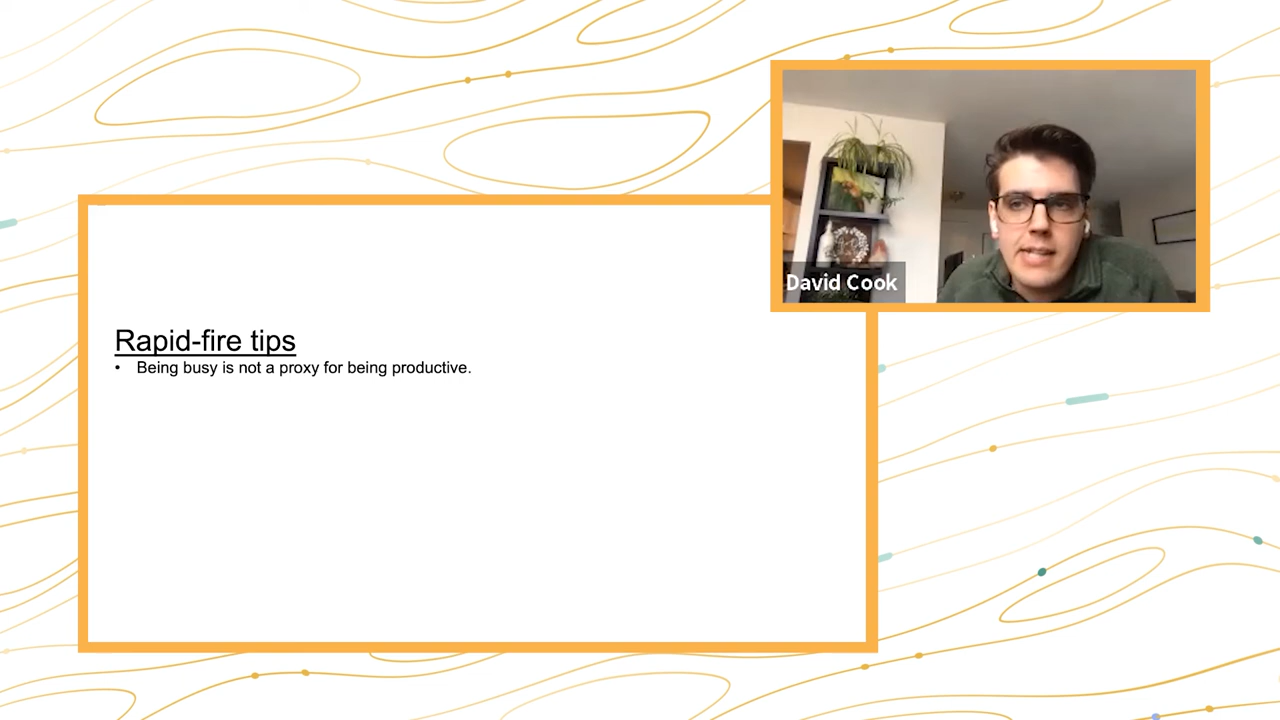 David Cook
Rapid-fire tips
• Being busy is not a proxy for being productive.